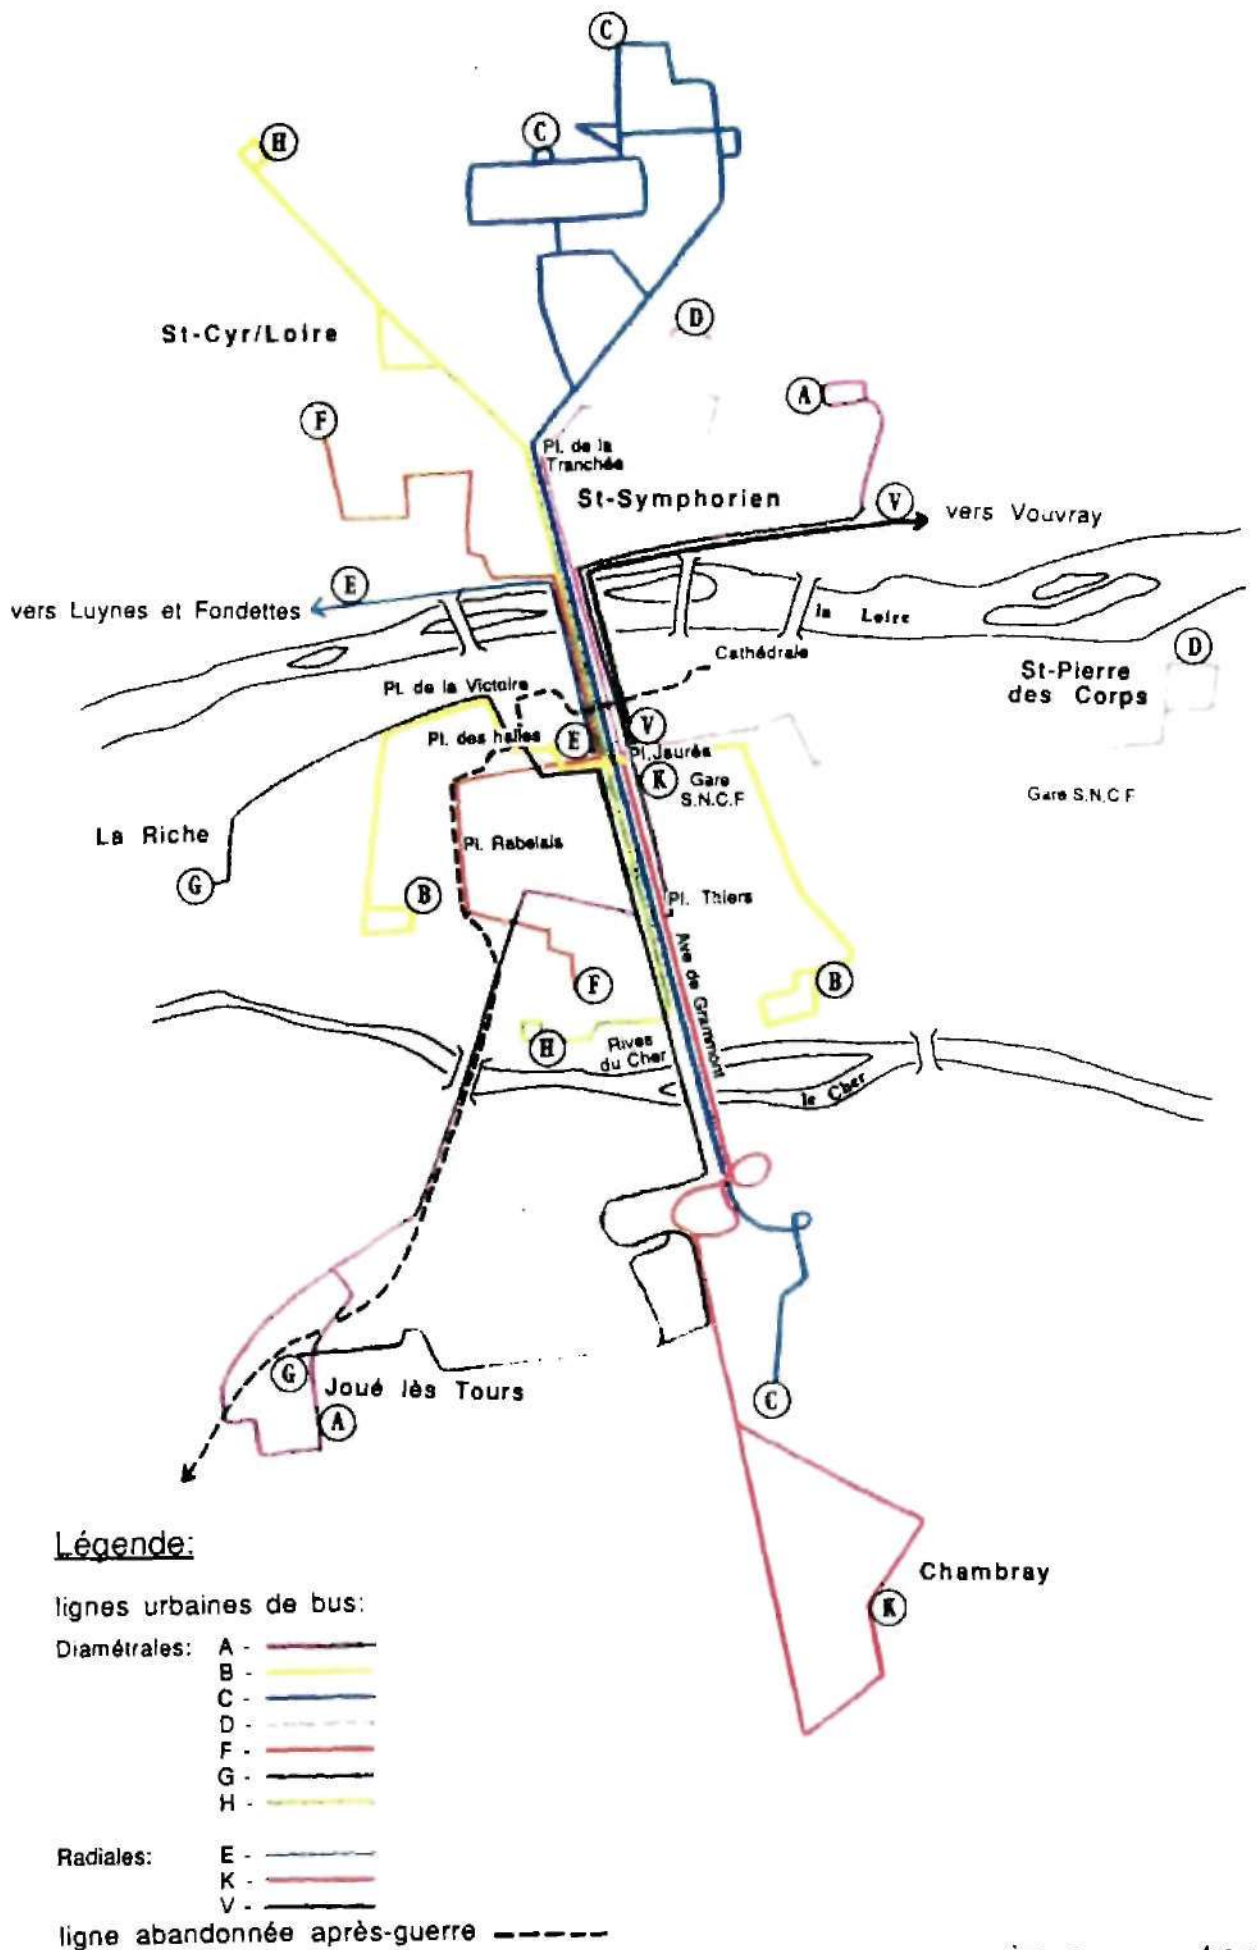 C
C
H
D
St-Cyr/Loire
A
F
Pl. de la
Tranchée
St-Symphorien
V
vers Vouvray
E
vers Luynes et Fondettes
la Loire
Cathédrale
D
St-Pierre
des Corps
Pl. de la Victoire
V
Pl. des halles
E
Pl. Jaurés
K
Gare
S.N.C.F
Gare S.N.C.F
La Riche
Pl. Rabelais
G
B
Pl. Thiers
Ave de Grammont
F
B
H
Rives
du Cher
le Cher
G
Joué lès Tours
A
C
Légende:
Chambray
K
lignes urbaines de bus:
Diamétrales: A -
B -
C -
D -
F -
G -
H -
Radiales: E -
K -
V -
ligne abandonnée après-guerre